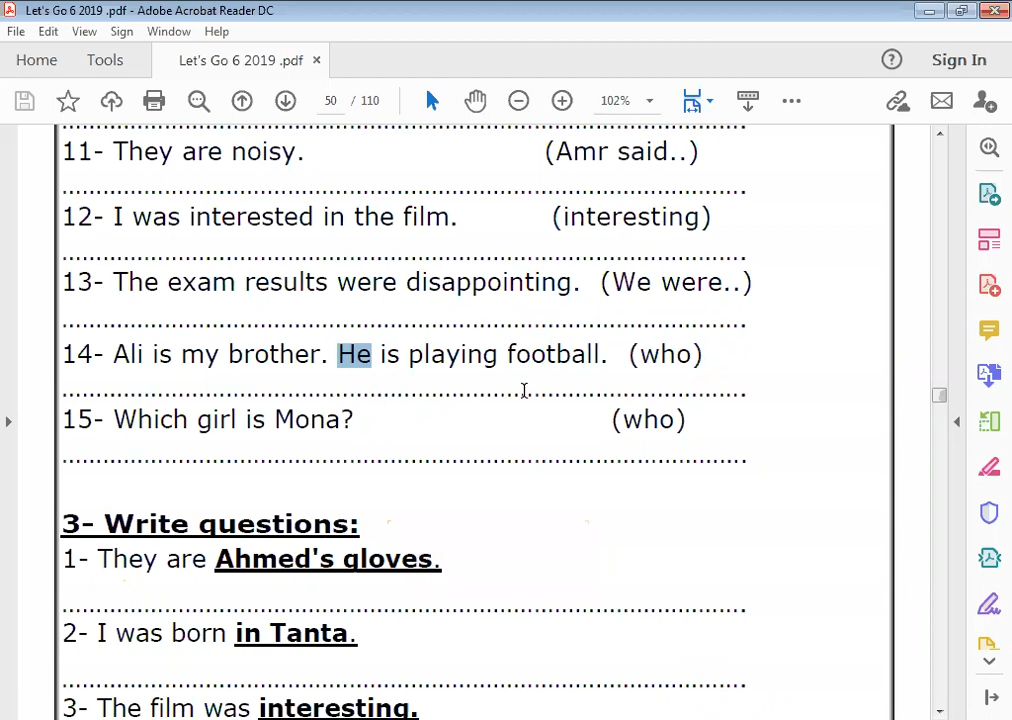 Let's Go 6 2019 .pdf - Adobe Acrobat Reader DC
File Edit View Sign Window Help
Home Tools Let's Go 6 2019 .pdf × ? Sign In
50 / 110 102%
................................................................................
11- They are noisy. (Amr said..)
................................................................................
12- I was interested in the film. (interesting)
................................................................................
13- The exam results were disappointing. (We were..)
................................................................................
14- Ali is my brother. He is playing football. (who)
................................................................................
15- Which girl is Mona? (who)
................................................................................
3- Write questions:
1- They are Ahmed's gloves.
................................................................................
2- I was born in Tanta.
................................................................................
3- The film was interesting.